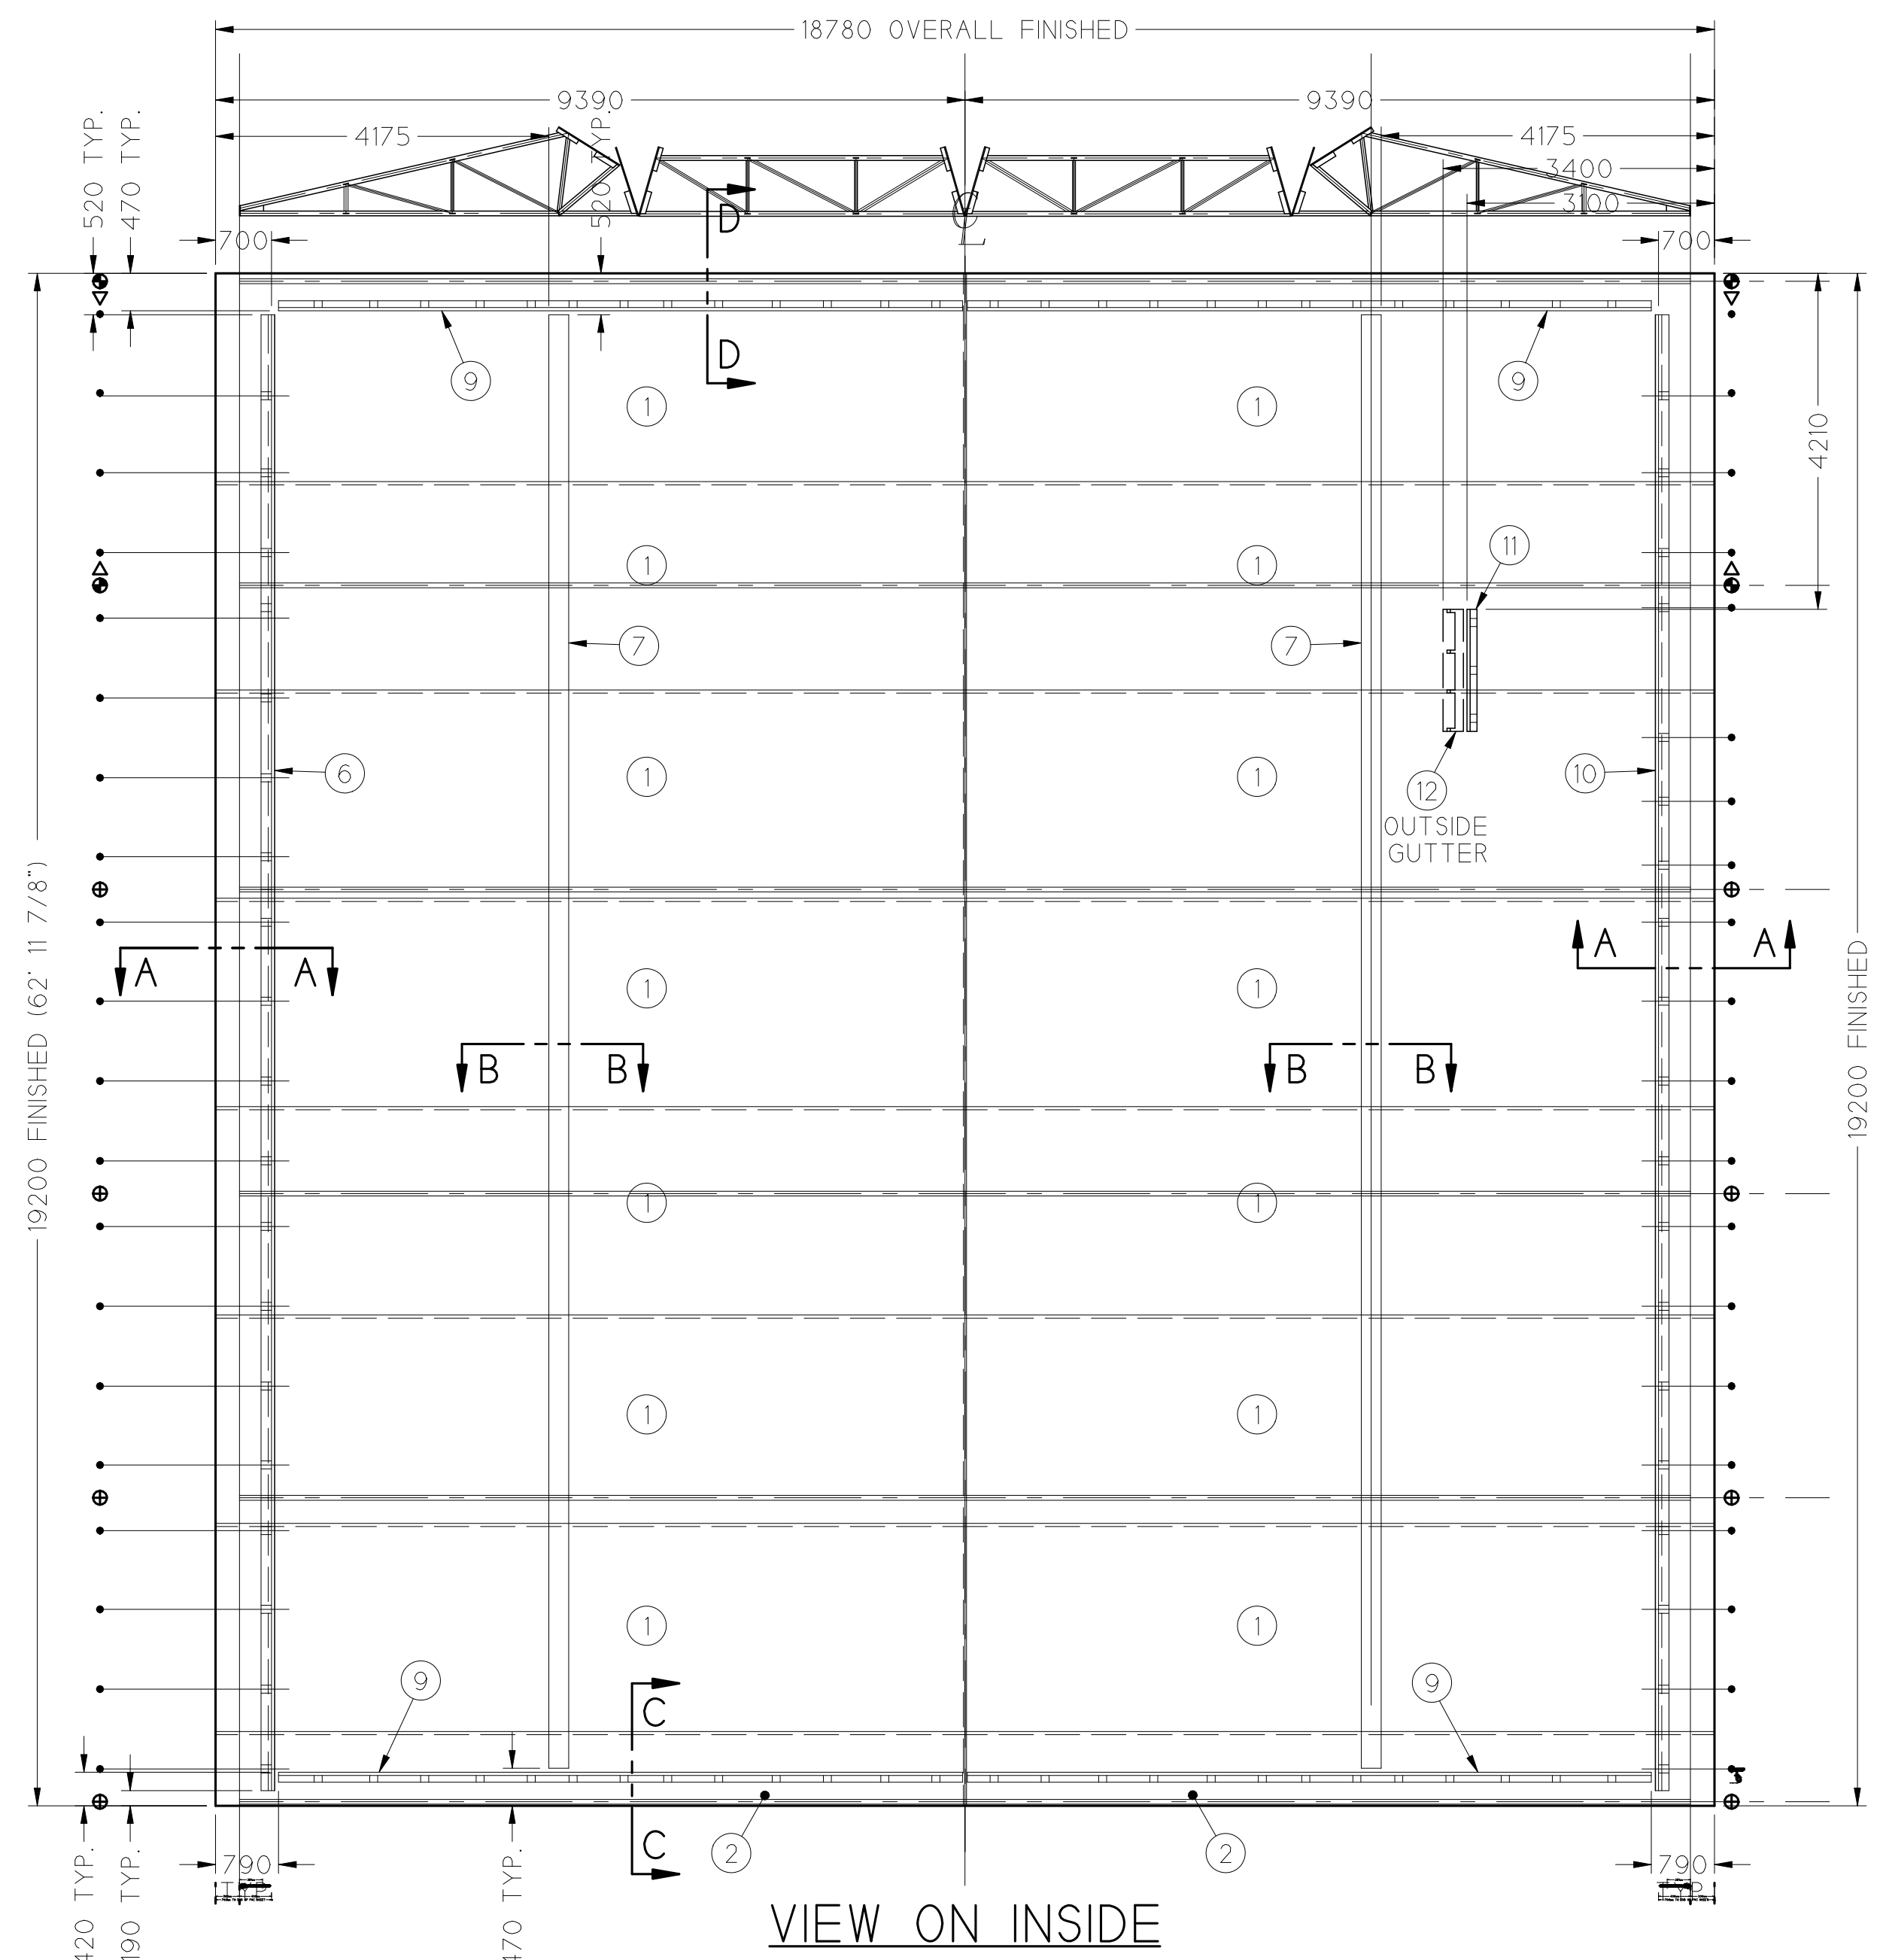 18780 OVERALL FINISHED
9390
9390
4175
4175
3400
3100
520 TYP.
470 TYP.
520 TYP.
700
700
D
D
CL
9
9
1
1
4210
1
1
11
7
7
6
1
1
10
12
OUTSIDE
GUTTER
19200 FINISHED (62' 11 7/8")
19200 FINISHED
A
A
A
A
1
1
B
B
B
B
1
1
1
1
1
1
9
9
C
C
2
2
790
TYP.
790
TYP.
420 TYP.
190 TYP.
470 TYP.
VIEW ON INSIDE